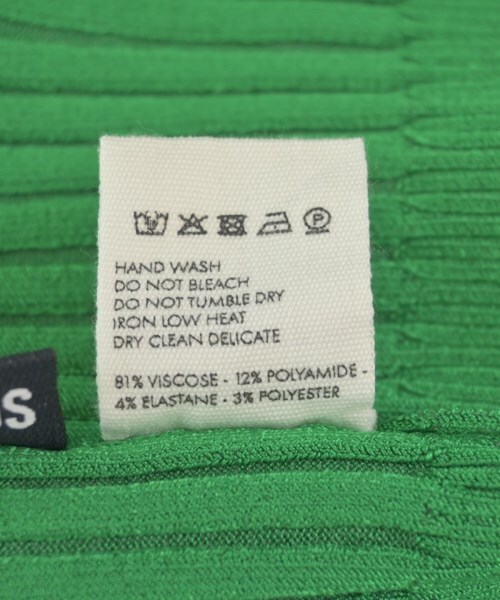 HAND WASH
DO NOT BLEACH
DO NOT TUMBLE DRY
IRON LOW HEAT
DRY CLEAN DELICATE
81% VISCOSE - 12% POLYAMIDE -
4% ELASTANE - 3% POLYESTER